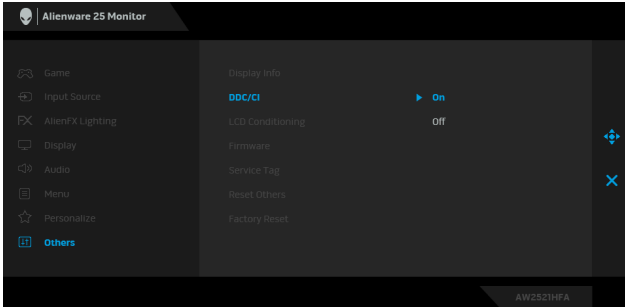 Alienware 25 Monitor
Game
Display Info
Input Source
DDC/CI
On
AlienFX Lighting
LCD Conditioning
Off
Display
Firmware
Audio
Service Tag
Menu
Reset Others
Personalize
Factory Reset
Others
AW2521HFA